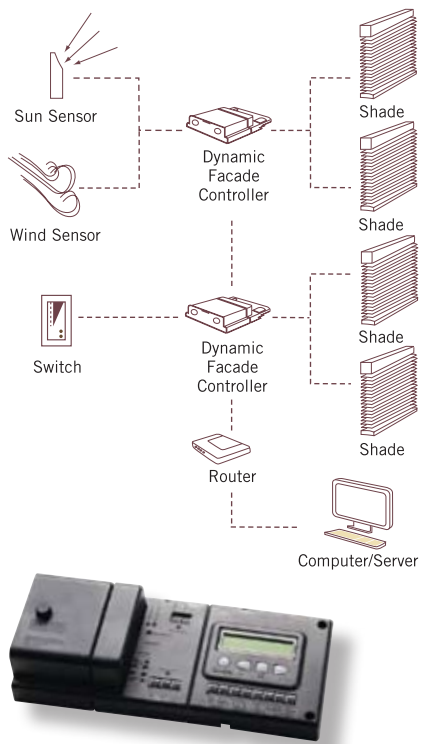 Sun Sensor
Wind Sensor
Dynamic
Facade
Controller
Shade
Shade
Switch
Dynamic
Facade
Controller
Shade
Shade
Router
Computer/Server